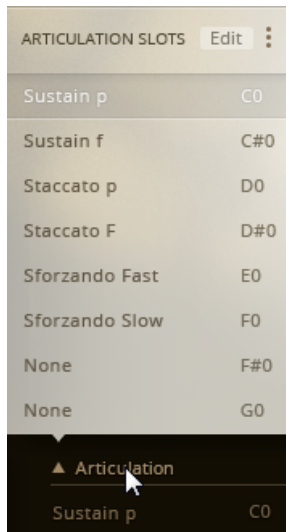 ARTICULATION SLOTS Edit
Sustain p C0
Sustain f C#0
Staccato p D0
Staccato F D#0
Sforzando Fast E0
Sforzando Slow F0
None F#0
None G0
Articulation
Sustain p C0